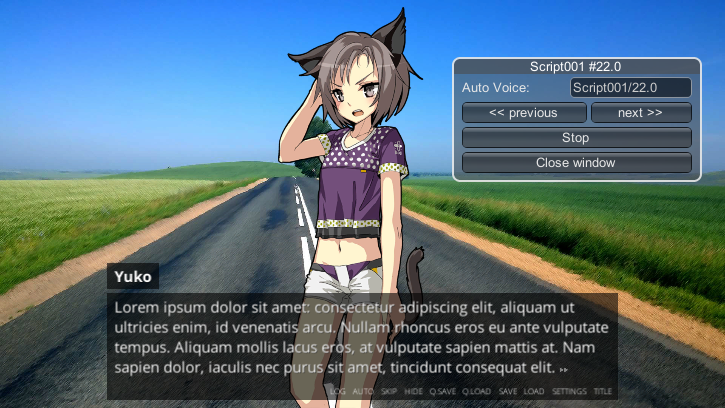 Script001 #22.0
Auto Voice: Script001/22.0
<< previous next >>
Stop
Close window
Yuko
Lorem ipsum dolor sit amet: consectetur adipiscing elit, aliquam ut
ultricies enim, id venenatis arcu. Nullam rhoncus eros eu ante vulputate
tempus. Aliquam mollis lacus eros, at vulputate sapien mattis at. Nam
sapien dolor, iaculis nec purus sit amet, tincidunt consequat elit. ▸▸
LOG AUTO SKIP HIDE Q.SAVE Q.LOAD SAVE LOAD SETTINGS TITLE